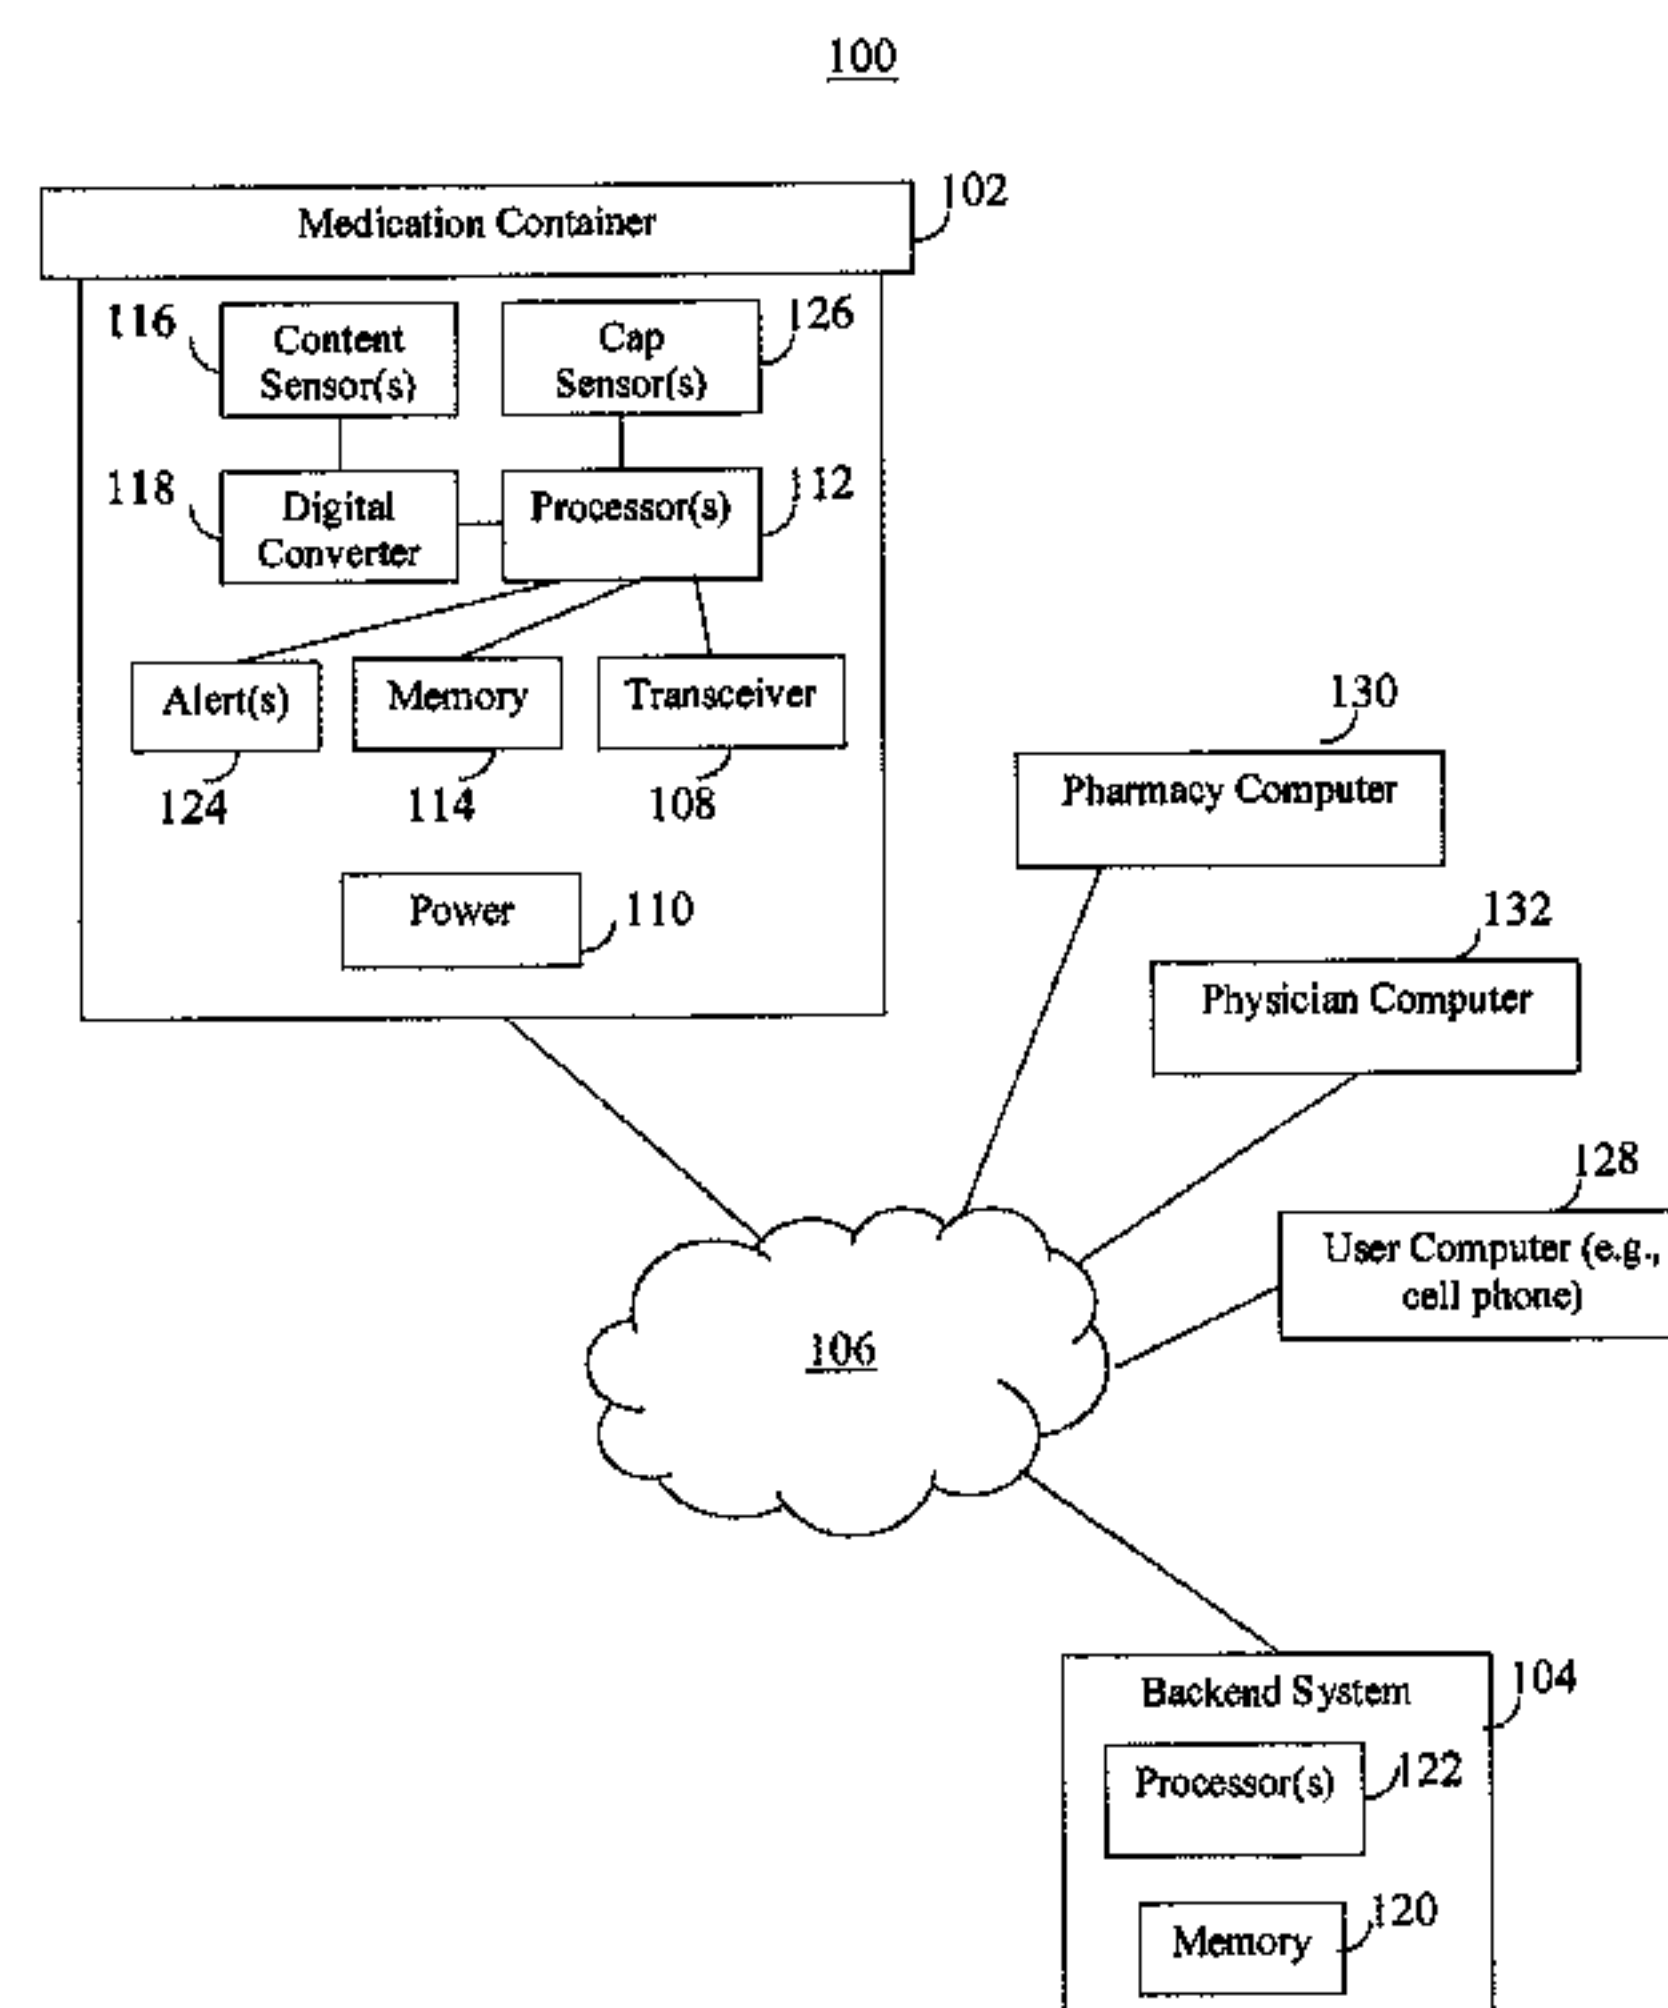 100
102
Medication Container
116
126
Content
Sensor(s)
Cap
Sensor(s)
118
112
Digital
Converter
Processor(s)
Alert(s)
Memory
Transceiver
124
114
108
Power
110
130
Pharmacy Computer
132
Physician Computer
128
User Computer (e.g.,
cell phone)
106
Backend System
104
Processor(s)
122
Memory
120